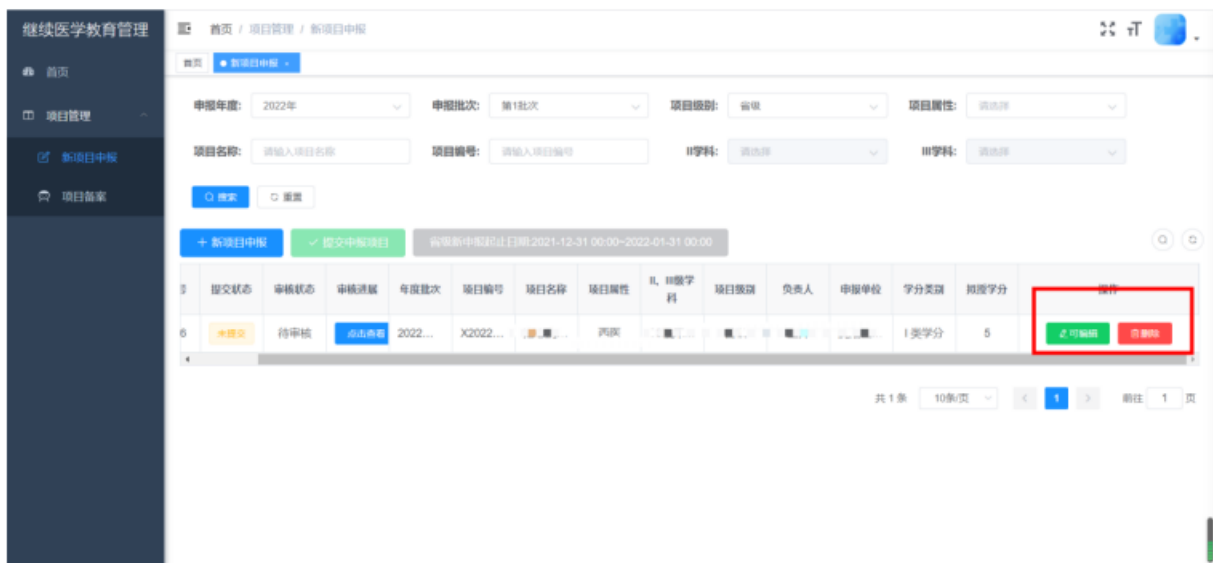 继续医学教育管理
首页 / 项目管理 / 新项目申报
首页
首页 新项目申报
项目管理
新项目申报
项目备案
申报年度: 2022年 申报批次: 第1批次 项目级别: 省级 项目属性: 请选择
项目名称: 请输入项目名称 项目编号: 请输入项目编号 II学科: 请选择 III学科: 请选择
搜索 重置
+ 新项目申报 提交申报项目 省级新申报起止日期:2021-12-31 00:00~2022-01-31 00:00
提交状态 审核状态 审核进展 年度批次 项目编号 项目名称 项目属性 II、III级学科 项目级别 负责人 申报单位 学分类别 拟授学分 操作
6 未提交 待审核 点击查看 2022... X2022... I类学分 5 可编辑 删除
共 1 条 10条/页 1 前往 1 页